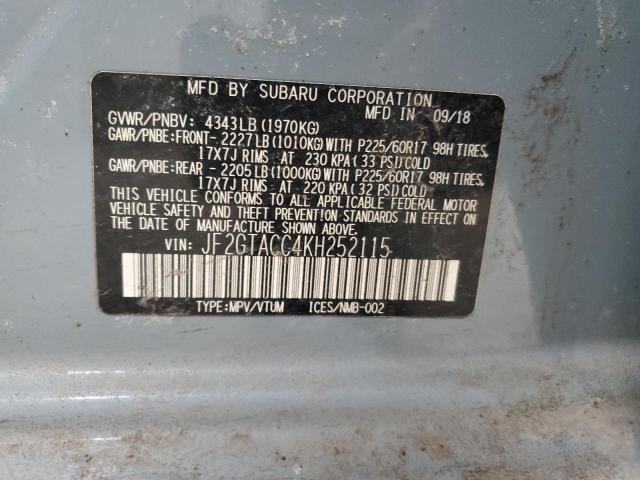 MFD BY SUBARU CORPORATION
MFD IN 09/18
GVWR/PNBV: 4343LB(1970KG)
GAWR/PNBE:FRONT-2227LB(1010KG)WITH P225/60R17 98H TIRES,
17X7J RIMS AT 230 KPA(33 PSI)COLD
GAWR/PNBE:REAR -2205LB(1000KG)WITH P225/60R17 98H TIRES,
17X7J RIMS AT 220 KPA(32 PSI)COLD
THIS VEHICLE CONFORMS TO ALL APPLICABLE FEDERAL MOTOR
VEHICLE SAFETY AND THEFT PREVENTION STANDARDS IN EFFECT ON
THE DATE OF MANUFACTURE SHOWN ABOVE.
VIN: JF2GTACC4KH252115
TYPE:MPV/VTUM ICES/NMB-002